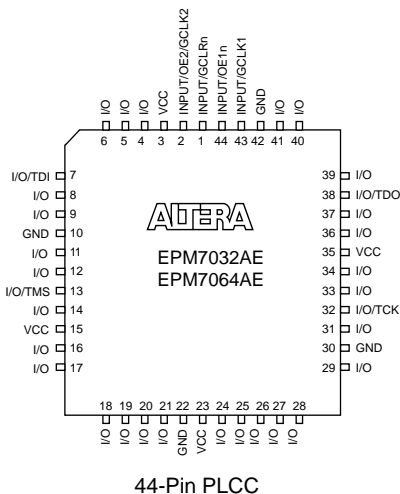 I/O
I/O
I/O
VCC
INPUT/OE2/GCLK2
INPUT/GCLRn
INPUT/OE1n
INPUT/GCLK1
GND
I/O
I/O
6 5 4 3 2 1 44 43 42 41 40
I/O/TDI 7
I/O 8
I/O 9
GND 10
I/O 11
I/O 12
I/O/TMS 13
I/O 14
VCC 15
I/O 16
I/O 17
ALTERA
EPM7032AE
EPM7064AE
39 I/O
38 I/O/TDO
37 I/O
36 I/O
35 VCC
34 I/O
33 I/O
32 I/O/TCK
31 I/O
30 GND
29 I/O
18 19 20 21 22 23 24 25 26 27 28
I/O
I/O
I/O
I/O
GND
VCC
I/O
I/O
I/O
I/O
I/O
44-Pin PLCC